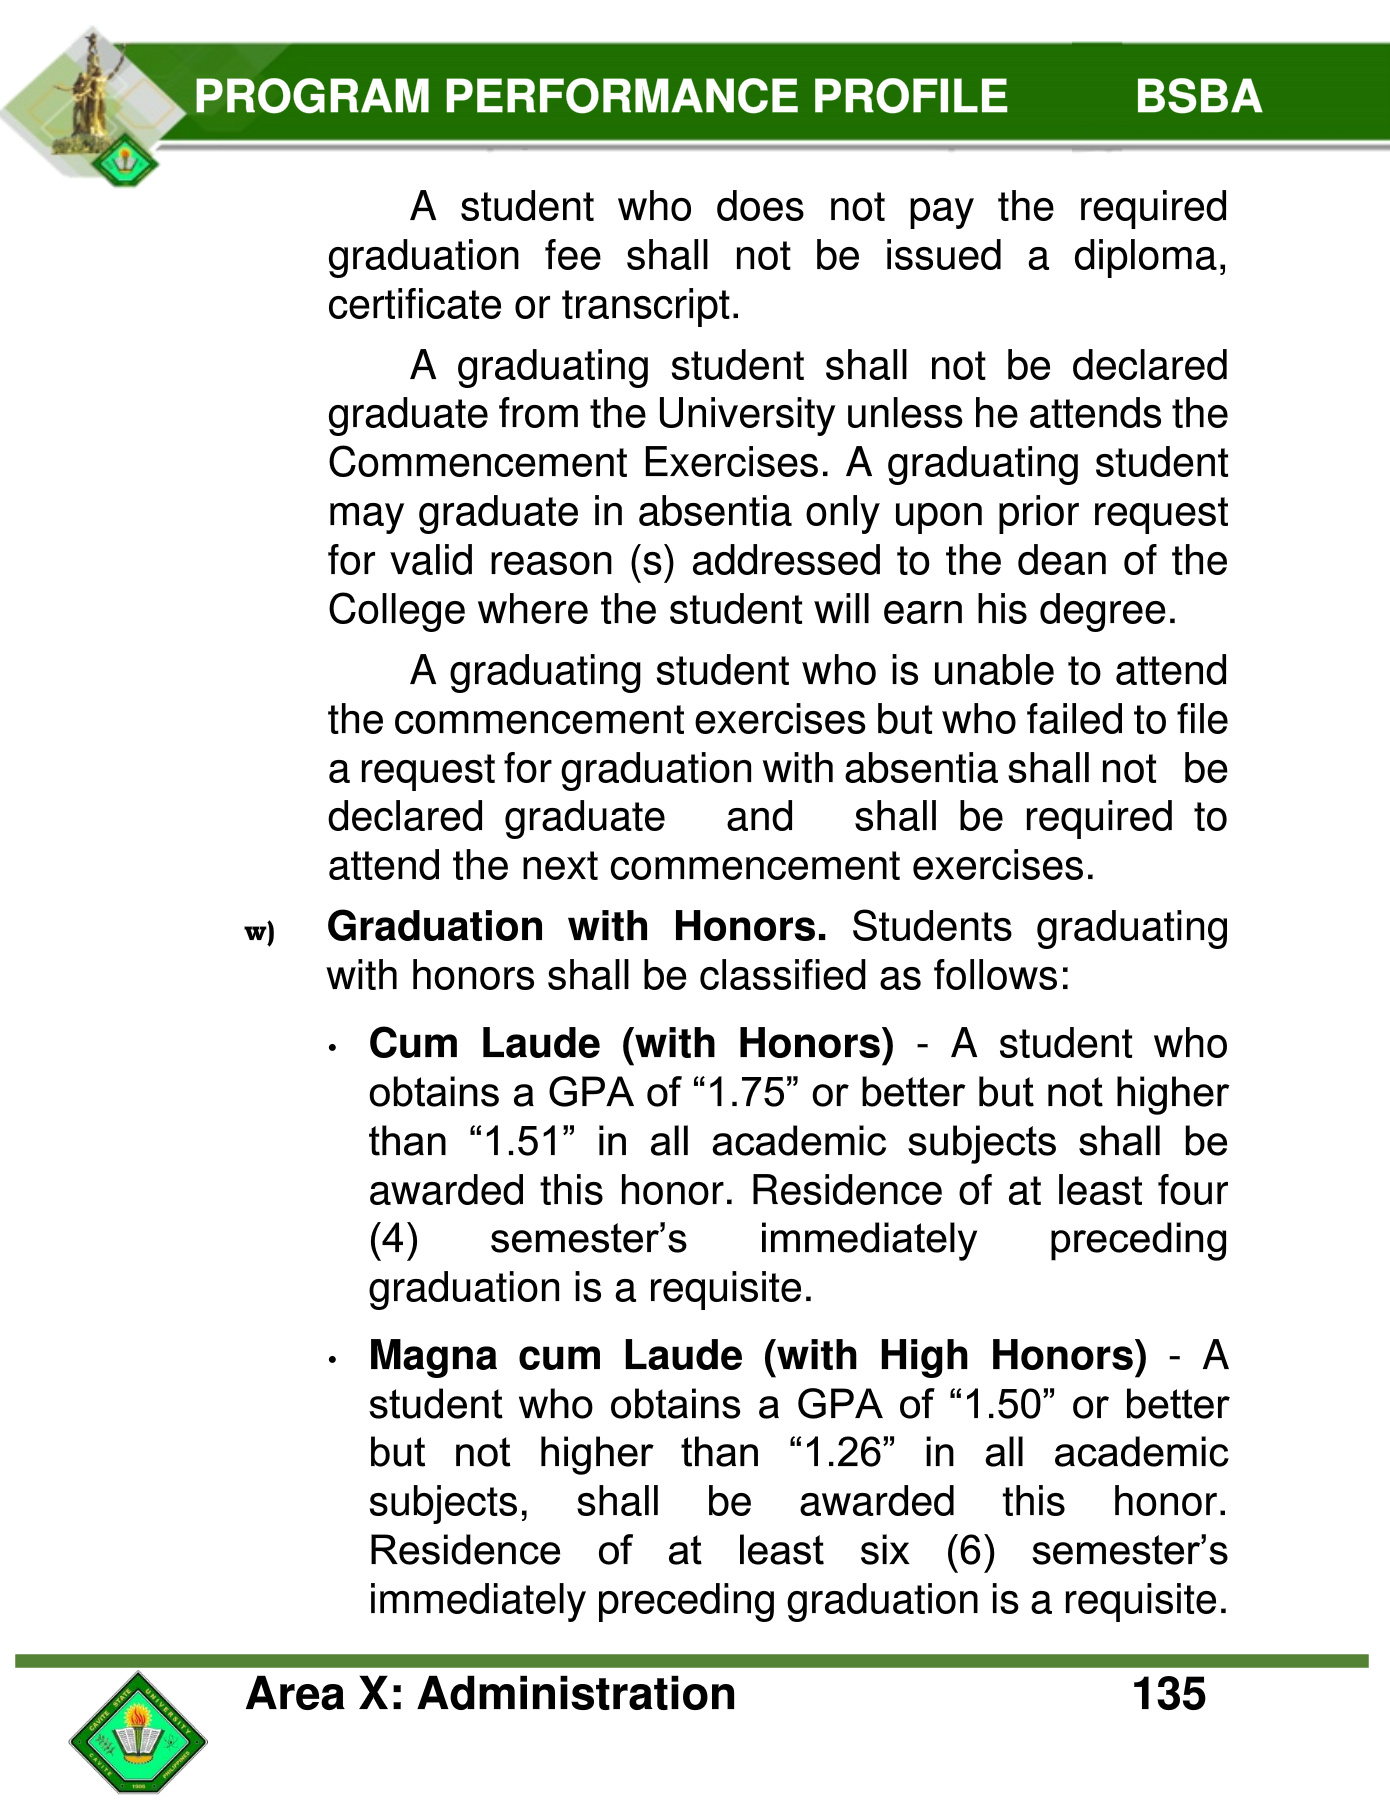 PROGRAM PERFORMANCE PROFILE BSBA
A student who does not pay the required
graduation fee shall not be issued a diploma,
certificate or transcript.
A graduating student shall not be declared
graduate from the University unless he attends the
Commencement Exercises. A graduating student
may graduate in absentia only upon prior request
for valid reason (s) addressed to the dean of the
College where the student will earn his degree.
A graduating student who is unable to attend
the commencement exercises but who failed to file
a request for graduation with absentia shall not be
declared graduate and shall be required to
attend the next commencement exercises.
w) Graduation with Honors. Students graduating
with honors shall be classified as follows:
• Cum Laude (with Honors) - A student who
obtains a GPA of “1.75” or better but not higher
than “1.51” in all academic subjects shall be
awarded this honor. Residence of at least four
(4) semester’s immediately preceding
graduation is a requisite.
• Magna cum Laude (with High Honors) - A
student who obtains a GPA of “1.50” or better
but not higher than “1.26” in all academic
subjects, shall be awarded this honor.
Residence of at least six (6) semester’s
immediately preceding graduation is a requisite.
Area X: Administration 135
CAVITE STATE UNIVERSITY
CAVITE PHILIPPINES
1906